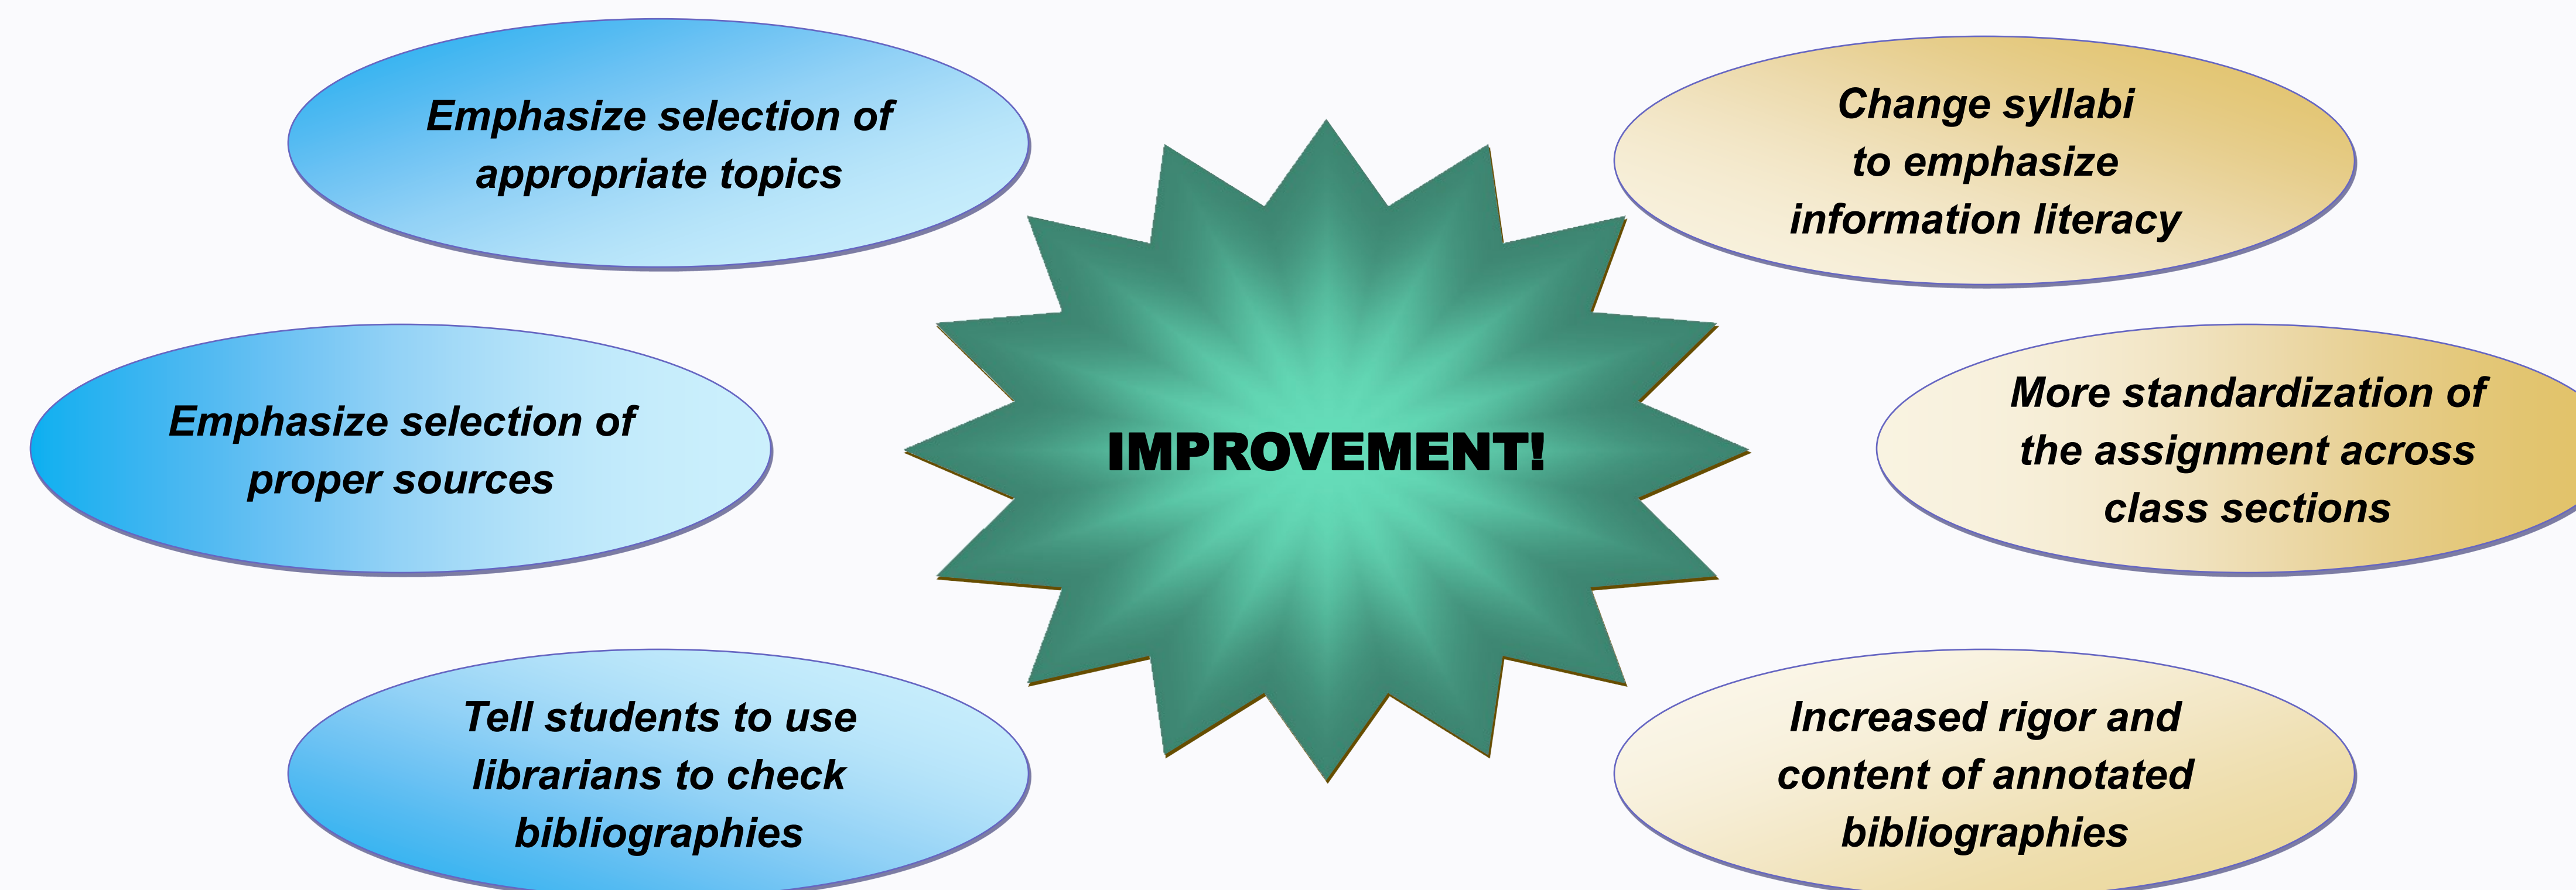 Emphasize selection of
appropriate topics
Change syllabi
to emphasize
information literacy
Emphasize selection of
proper sources
IMPROVEMENT!
More standardization of
the assignment across
class sections
Tell students to use
librarians to check
bibliographies
Increased rigor and
content of annotated
bibliographies